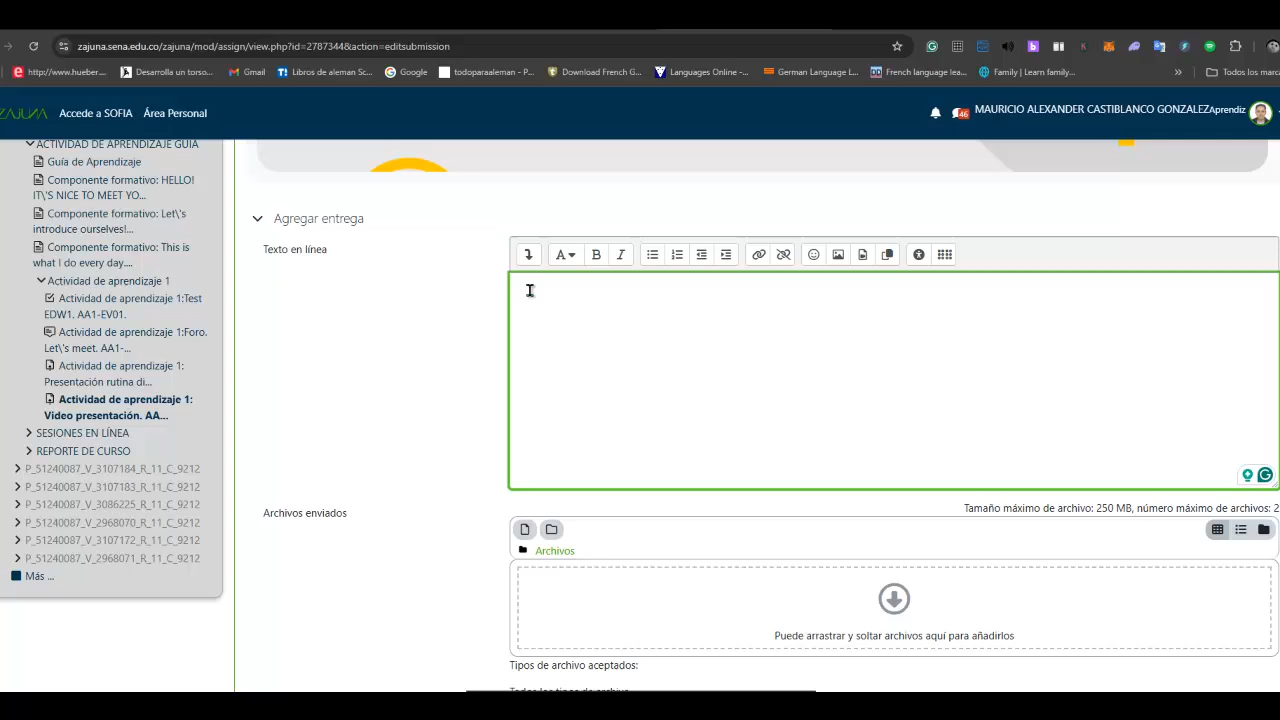 zajuna.sena.edu.co/zajuna/mod/assign/view.php?id=2787344&action=editsubmission
http://www.hueber....
Desarrolla un torso...
Gmail
Libros de aleman Sc...
Google
todoparaaleman - P...
Download French G...
Languages Online -...
German Language L...
French language lea...
Family | Learn family...
»
Todos los marca
ZAJUNA
Accede a SOFIA
Área Personal
46
MAURICIO ALEXANDER CASTIBLANCO GONZALEZAprendiz
ACTIVIDAD DE APRENDIZAJE GUIA
Guía de Aprendizaje
Componente formativo: HELLO!
IT\'S NICE TO MEET YO...
Componente formativo: Let\'s
introduce ourselves!...
Componente formativo: This is
what I do every day....
Actividad de aprendizaje 1
Actividad de aprendizaje 1:Test
EDW1. AA1-EV01.
Actividad de aprendizaje 1:Foro.
Let\'s meet. AA1-...
Actividad de aprendizaje 1:
Presentación rutina di...
Actividad de aprendizaje 1:
Video presentación. AA...
SESIONES EN LÍNEA
REPORTE DE CURSO
P_51240087_V_3107184_R_11_C_9212
P_51240087_V_3107183_R_11_C_9212
P_51240087_V_3086225_R_11_C_9212
P_51240087_V_2968070_R_11_C_9212
P_51240087_V_3107172_R_11_C_9212
P_51240087_V_2968071_R_11_C_9212
Más ...
Agregar entrega
Texto en línea
Archivos enviados
Tamaño máximo de archivo: 250 MB, número máximo de archivos: 2
Archivos
Puede arrastrar y soltar archivos aquí para añadirlos
Tipos de archivo aceptados: